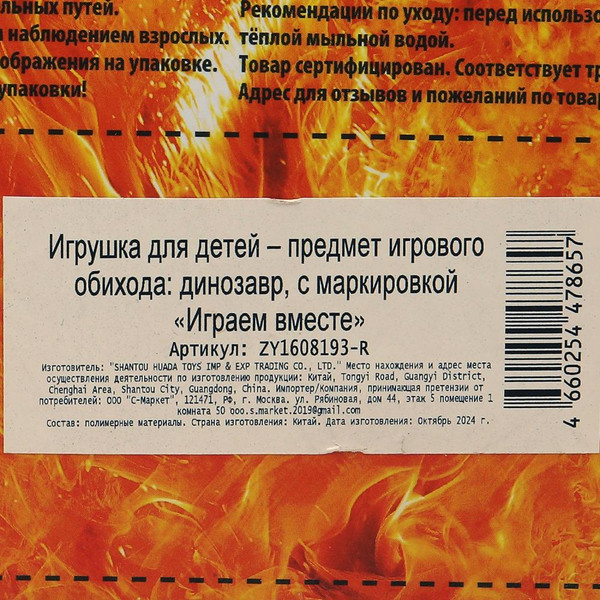 льных путей.
наблюдением взрослых.
ображения на упаковке.
упаковки!
Рекомендации по уходу: перед использо
тёплой мыльной водой.
Товар сертифицирован. Соответствует тр
Адрес для отзывов и пожеланий по това
Игрушка для детей – предмет игрового
обихода: динозавр, с маркировкой
«Играем вместе»
Артикул: ZY1608193-R
Изготовитель: "SHANTOU HUADA TOYS IMP & EXP TRADING CO., LTD." Место нахождения и адрес места
осуществления деятельности по изготовлению продукции: Китай, Tongyi Road, Guangyi District,
Chenghai Area, Shantou City, Guangdong, China. Импортер/Компания, принимающая претензии от
потребителей: ООО "С-Маркет", 121471, РФ, г. Москва. ул. Рябиновая, дом 44, этаж 5 помещение 1
комната 50 ooo.s.market.2019@gmail.com
Состав: полимерные материалы. Страна изготовления: Китай. Дата изготовления: Октябрь 2024 г.
4 660254 478657